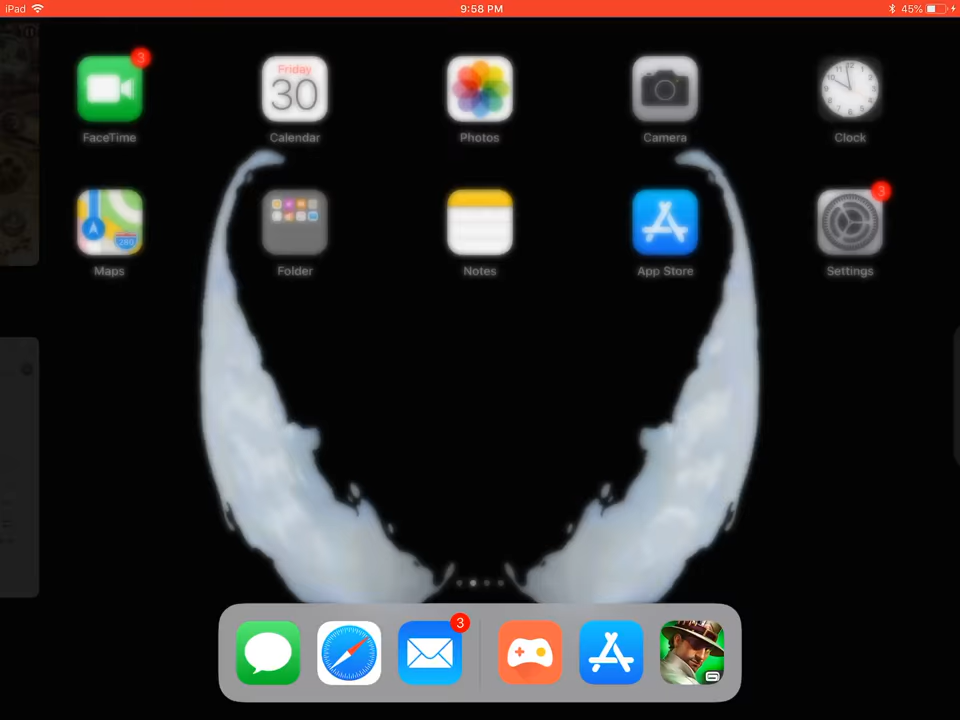 iPad 9:58 PM 45%
3
Friday
30
FaceTime Calendar Photos Camera Clock
3
280
Maps Folder Notes App Store Settings
3